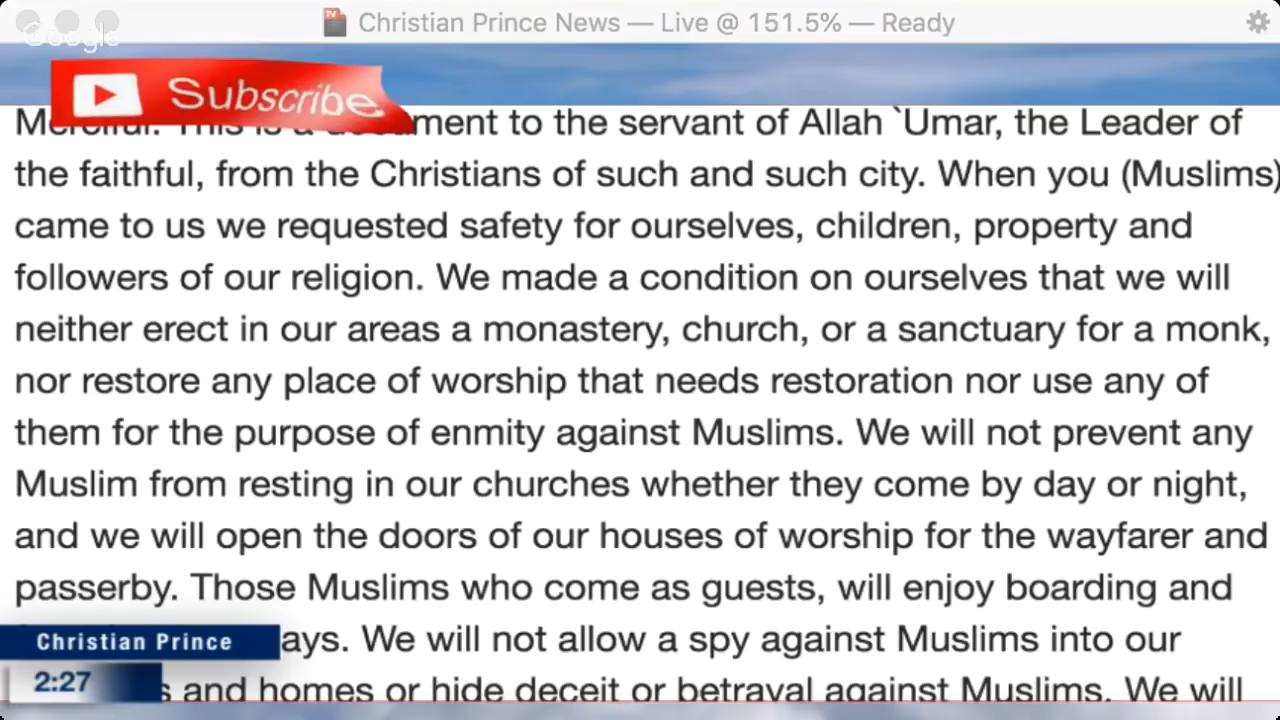 Christian Prince News — Live @ 151.5% — Ready
Google
Subscribe
Merciful. This is a document to the servant of Allah `Umar, the Leader of
the faithful, from the Christians of such and such city. When you (Muslims)
came to us we requested safety for ourselves, children, property and
followers of our religion. We made a condition on ourselves that we will
neither erect in our areas a monastery, church, or a sanctuary for a monk,
nor restore any place of worship that needs restoration nor use any of
them for the purpose of enmity against Muslims. We will not prevent any
Muslim from resting in our churches whether they come by day or night,
and we will open the doors of our houses of worship for the wayfarer and
passerby. Those Muslims who come as guests, will enjoy boarding and
ays. We will not allow a spy against Muslims into our
Christian Prince
s and homes or hide deceit or betrayal against Muslims. We will
2:27